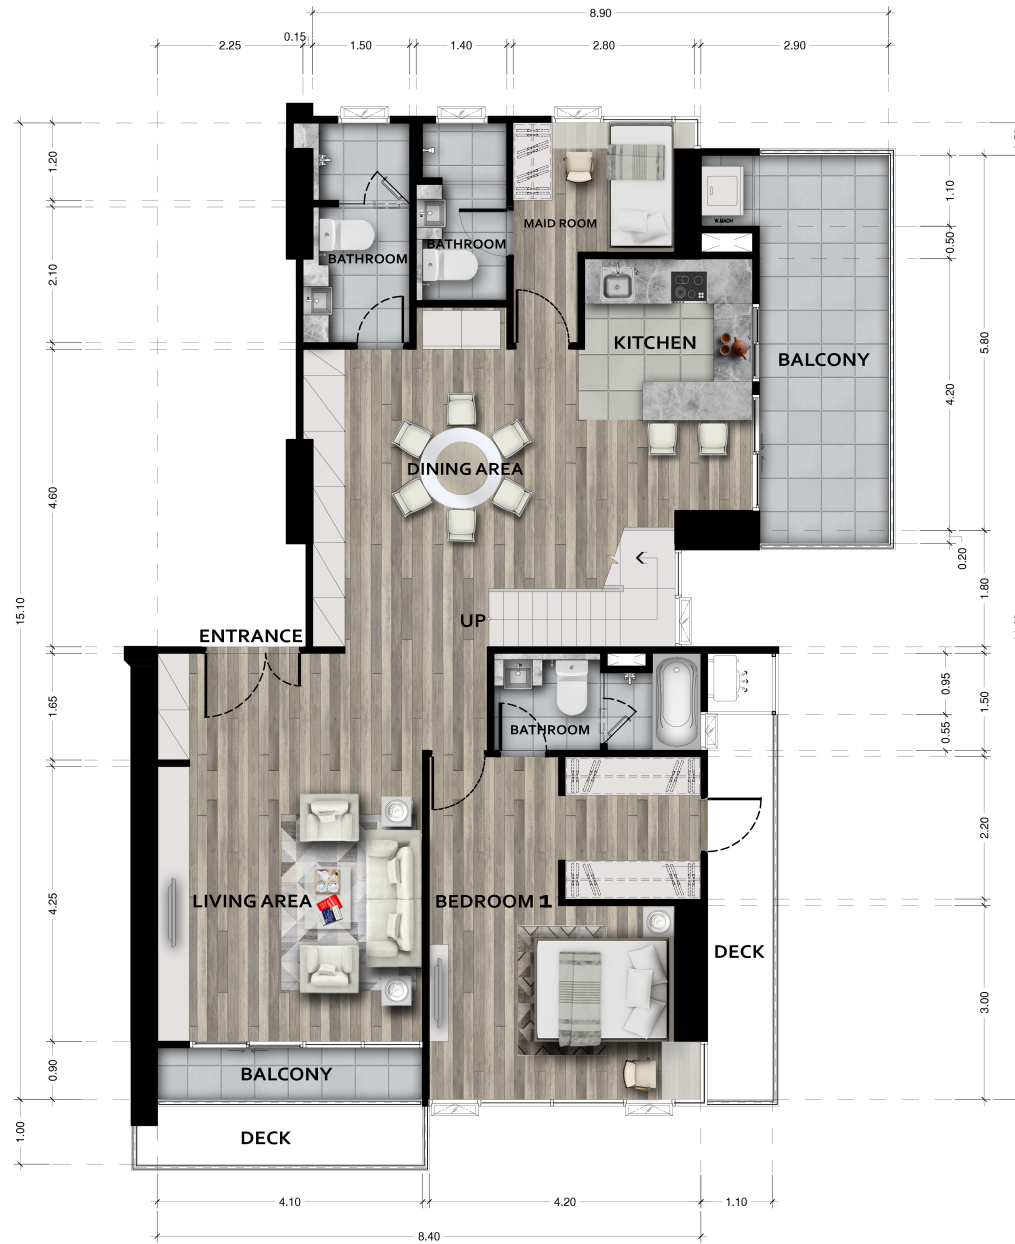 8.90
2.25
0.15
1.50
1.40
2.80
2.90
1.20
1.10
W.MACH
MAID ROOM
BATHROOM
BATHROOM
0.50
2.10
KITCHEN
BALCONY
5.80
4.20
DINING AREA
4.60
0.20
1.80
15.10
UP
ENTRANCE
0.95
1.65
1.50
BATHROOM
0.55
2.20
4.25
LIVING AREA
BEDROOM 1
DECK
3.00
0.90
BALCONY
1.00
DECK
4.10
4.20
1.10
8.40